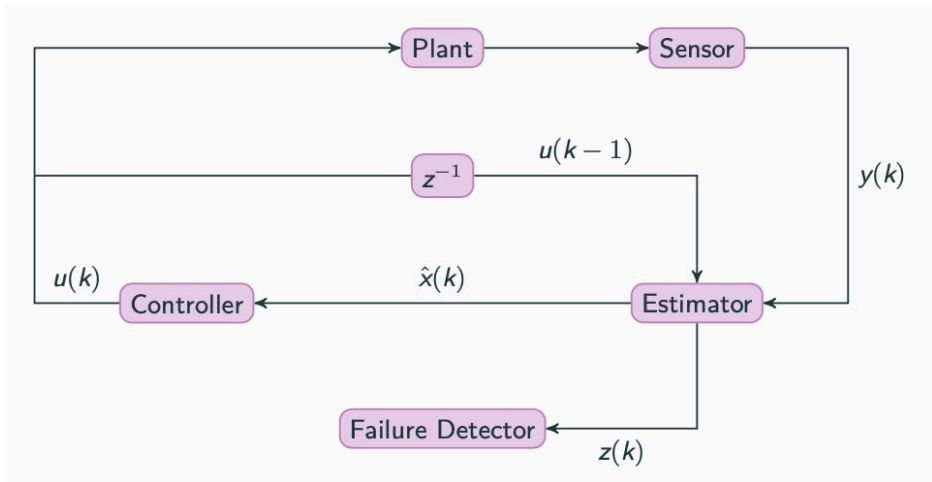 Plant
Sensor
u(k − 1)
z⁻¹
y(k)
u(k)
x̂(k)
Controller
Estimator
Failure Detector
z(k)